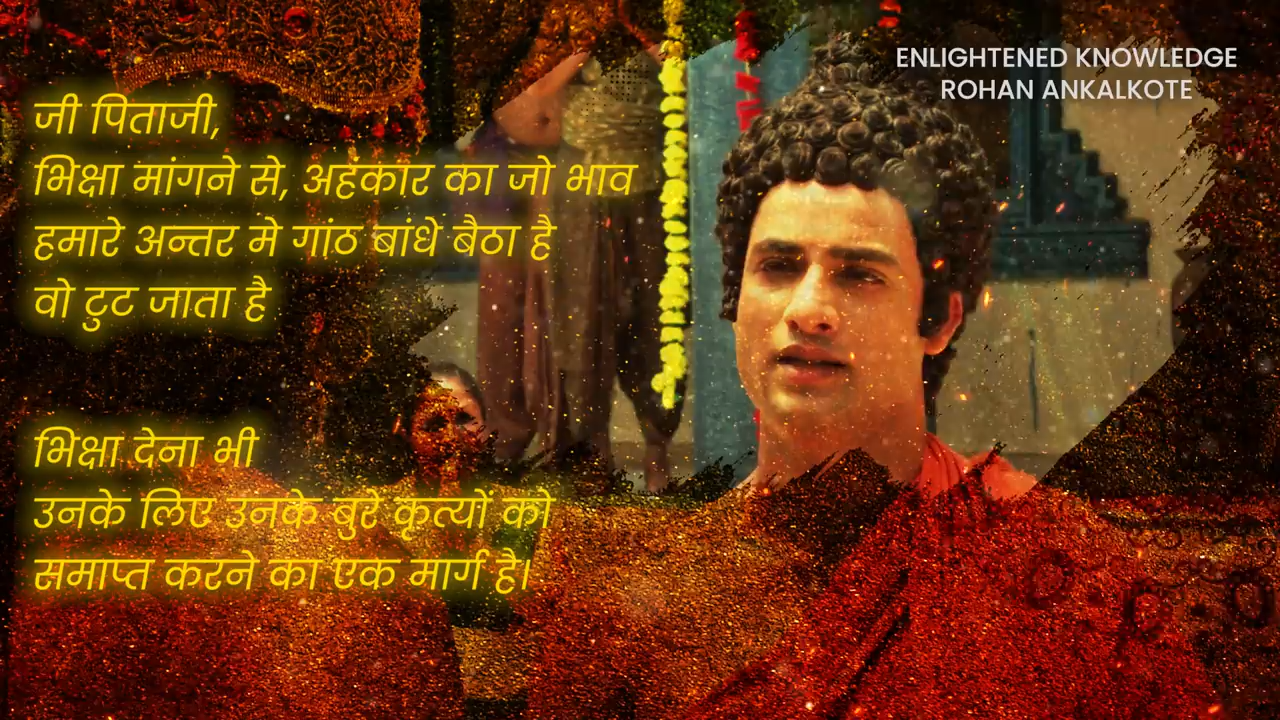 जी पिताजी,
भिक्षा मांगने से, अहंकार का जो भाव
हमारे अन्तर मे गांठ बांधे बैठा है
वो टुट जाता है
भिक्षा देना भी
उनके लिए उनके बुरे कृत्यों को
समाप्त करने का एक मार्ग है।
ENLIGHTENED KNOWLEDGE
ROHAN ANKALKOTE